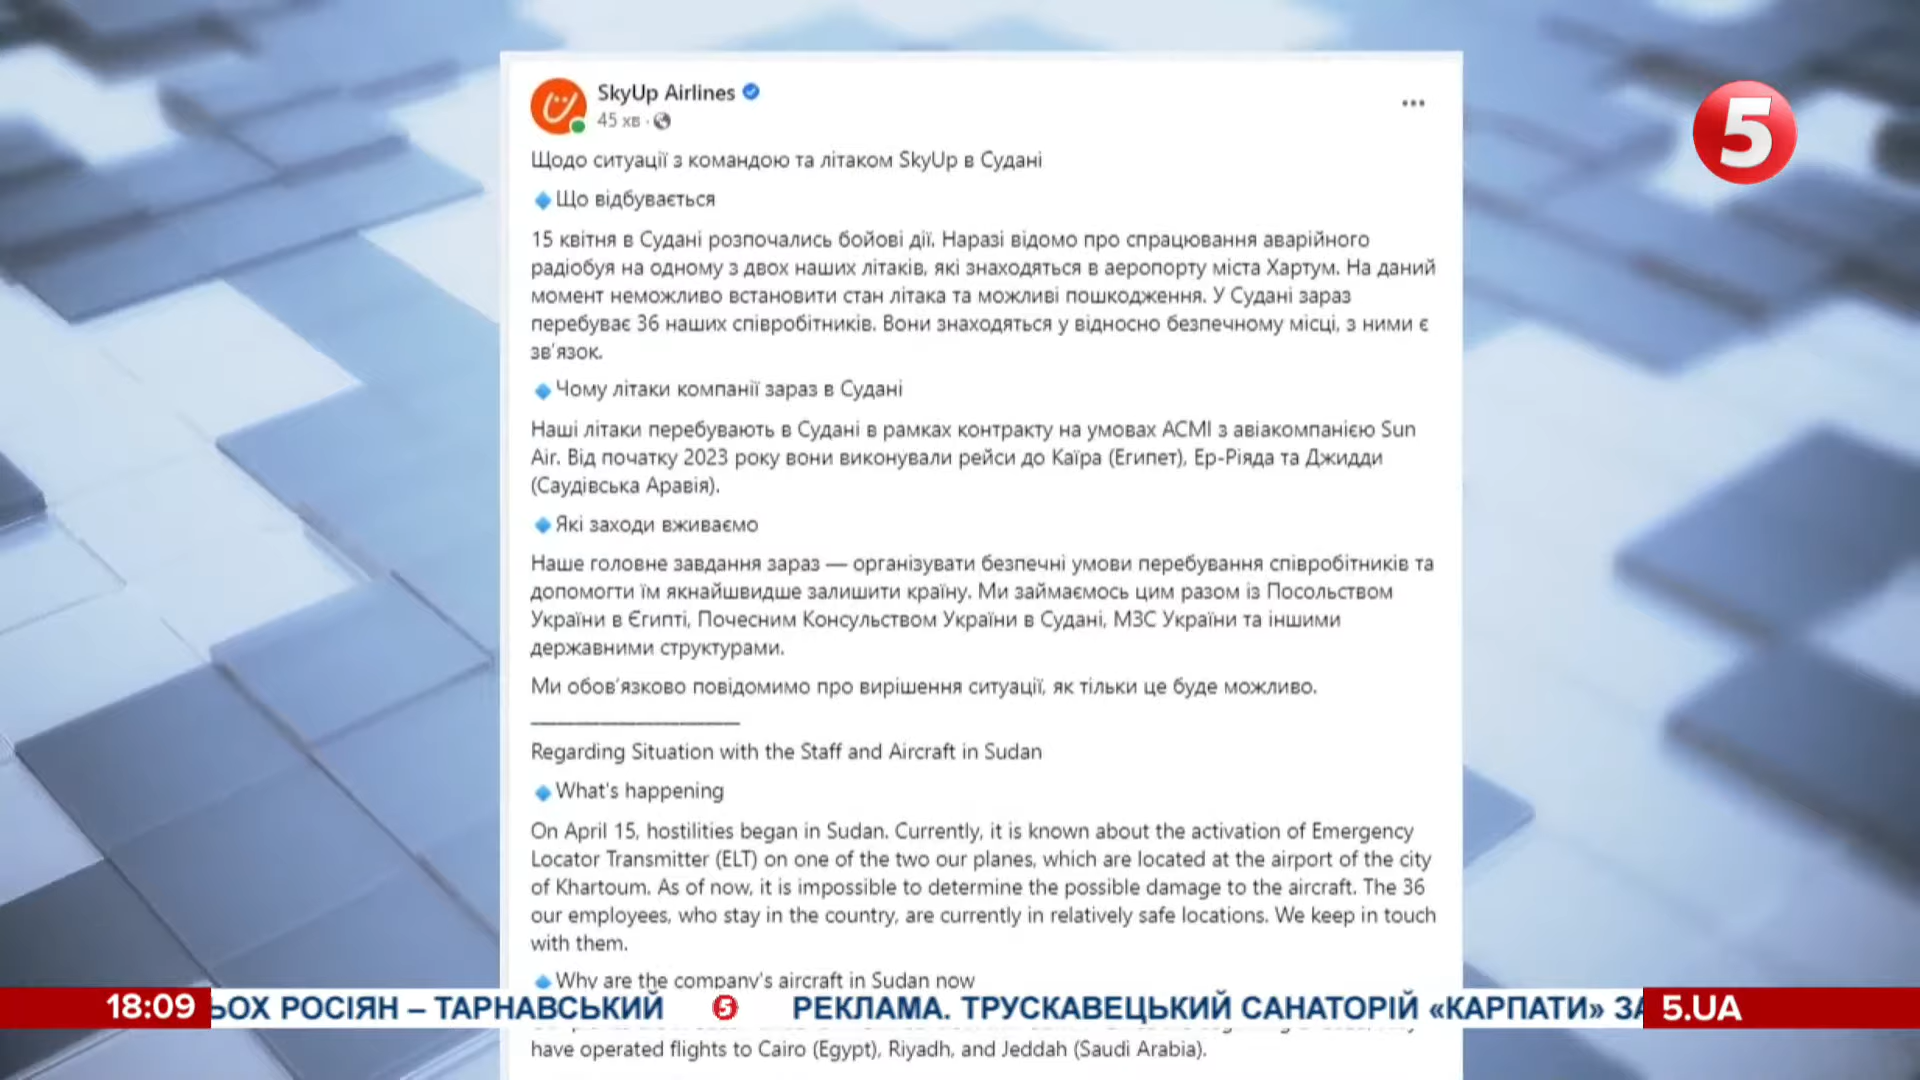 SkyUp Airlines
45 хв ·
Щодо ситуації з командою та літаком SkyUp в Судані
Що відбувається
15 квітня в Судані розпочались бойові дії. Наразі відомо про спрацювання аварійного
радіобуя на одному з двох наших літаків, які знаходяться в аеропорту міста Хартум. На даний
момент неможливо встановити стан літака та можливі пошкодження. У Судані зараз
перебуває 36 наших співробітників. Вони знаходяться у відносно безпечному місці, з ними є
зв'язок.
Чому літаки компанії зараз в Судані
Наші літаки перебувають в Судані в рамках контракту на умовах АСМІ з авіакомпанією Sun
Air. Від початку 2023 року вони виконували рейси до Каїра (Египет), Ер-Ріяда та Джидди
(Саудівська Аравія).
Які заходи вживаємо
Наше головне завдання зараз — організувати безпечні умови перебування співробітників та
допомогти їм якнайшвидше залишити країну. Ми займаємось цим разом із Посольством
України в Єгипті, Почесним Консульством України в Судані, МЗС України та іншими
державними структурами.
Ми обов'язково повідомимо про вирішення ситуації, як тільки це буде можливо.
Regarding Situation with the Staff and Aircraft in Sudan
What's happening
On April 15, hostilities began in Sudan. Currently, it is known about the activation of Emergency
Locator Transmitter (ELT) on one of the two our planes, which are located at the airport of the city
of Khartoum. As of now, it is impossible to determine the possible damage to the aircraft. The 36
our employees, who stay in the country, are currently in relatively safe locations. We keep in touch
with them.
Why are the company's aircraft in Sudan now
have operated flights to Cairo (Egypt), Riyadh, and Jeddah (Saudi Arabia).
5
18:09 ЬОХ РОСІЯН – ТАРНАВСЬКИЙ 5 РЕКЛАМА. ТРУСКАВЕЦЬКИЙ САНАТОРІЙ «КАРПАТИ» ЗА 5.UA